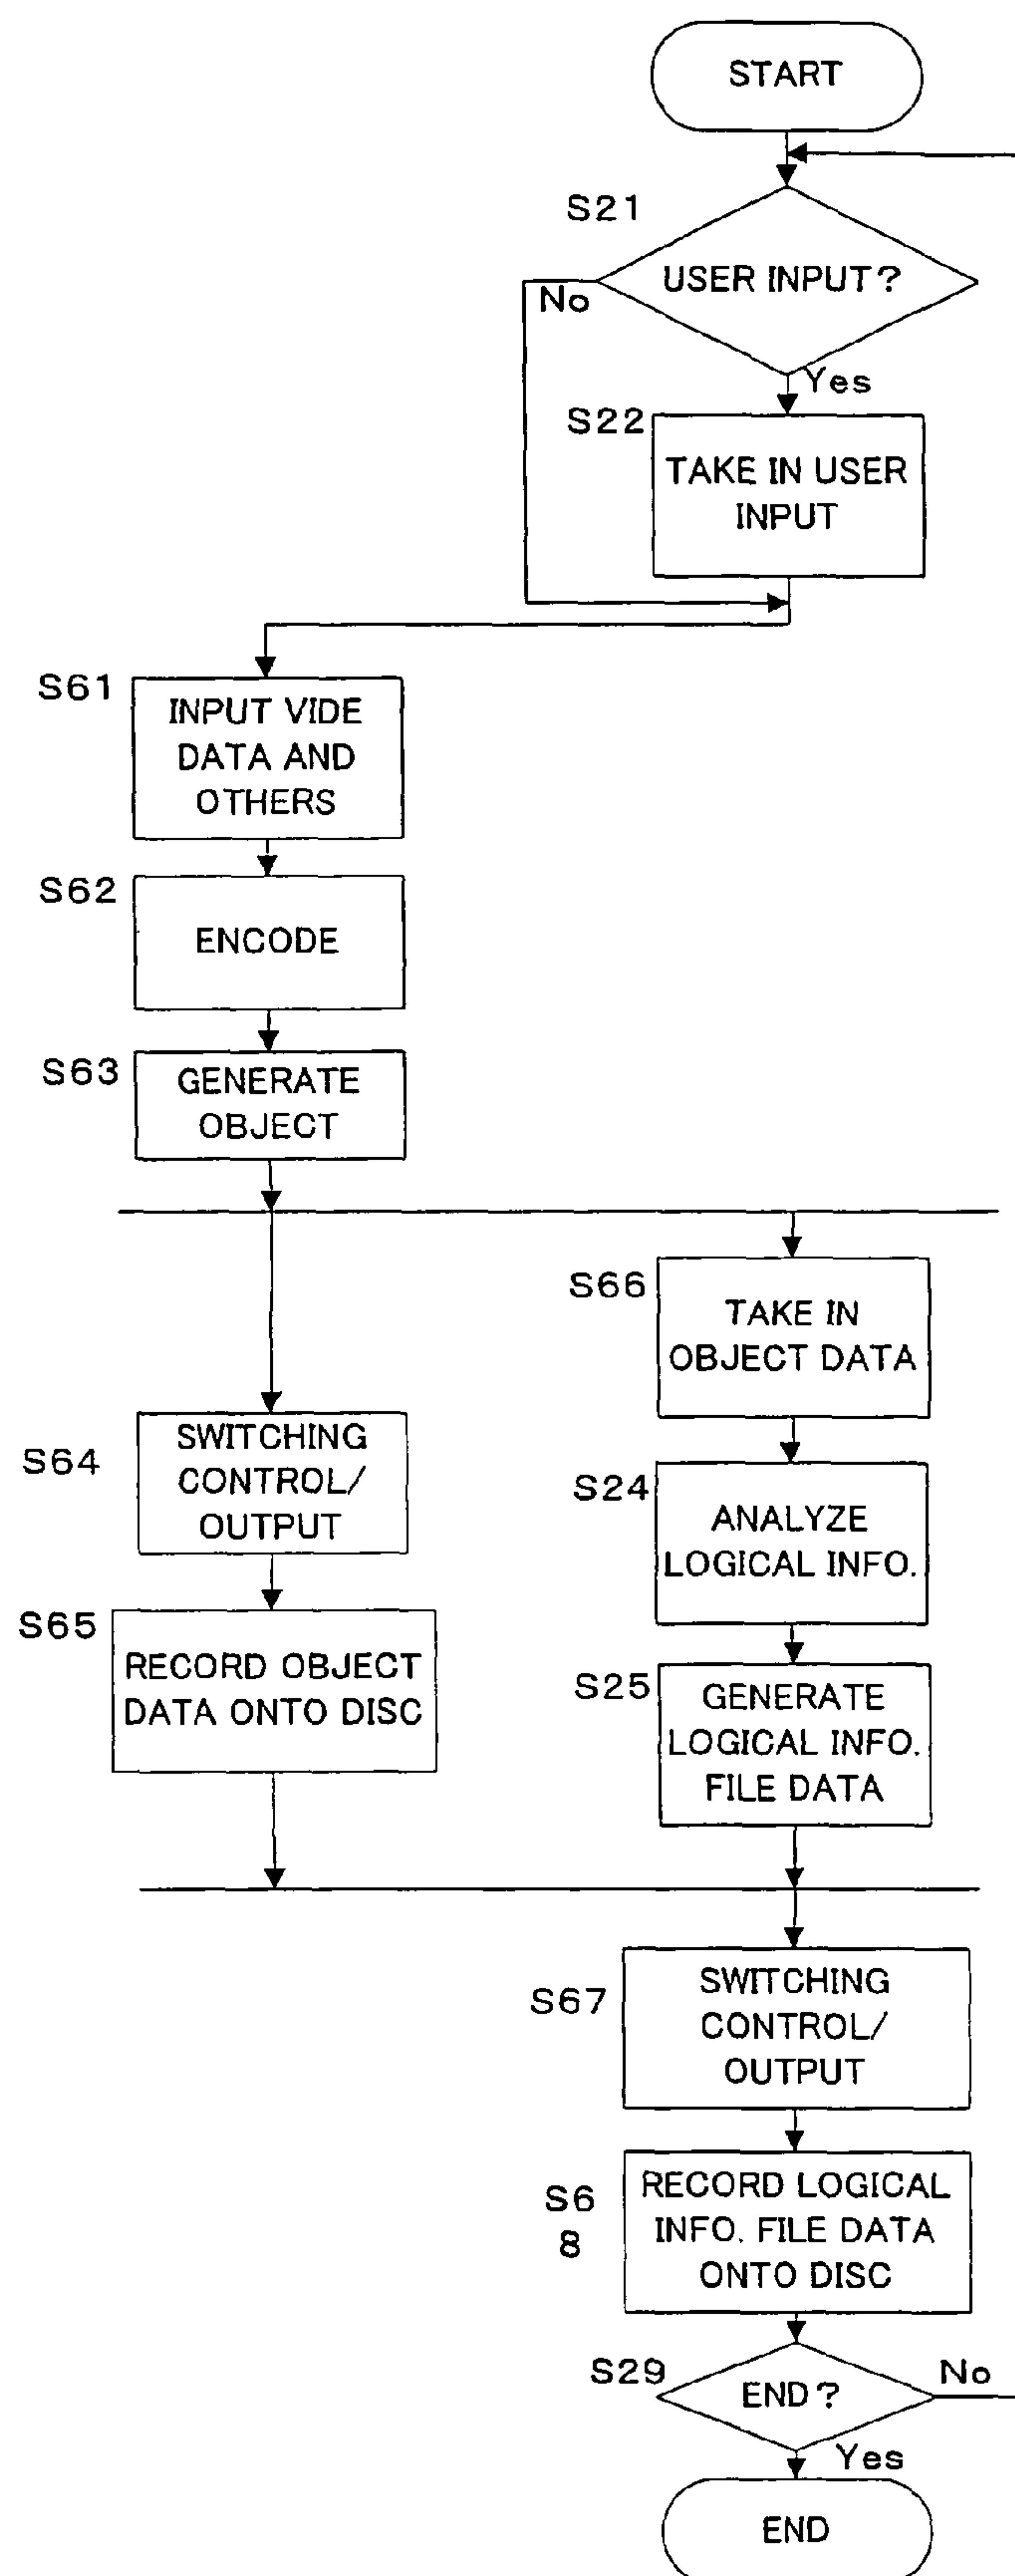 START
S21
USER INPUT?
No
Yes
S22
TAKE IN USER
INPUT
S61
INPUT VIDE
DATA AND
OTHERS
S62
ENCODE
S63
GENERATE
OBJECT
S66
TAKE IN
OBJECT DATA
S64
SWITCHING
CONTROL/
OUTPUT
S24
ANALYZE
LOGICAL INFO.
S65
RECORD OBJECT
DATA ONTO DISC
S25
GENERATE
LOGICAL INFO.
FILE DATA
S67
SWITCHING
CONTROL/
OUTPUT
S6
8
RECORD LOGICAL
INFO. FILE DATA
ONTO DISC
S29
END?
No
Yes
END